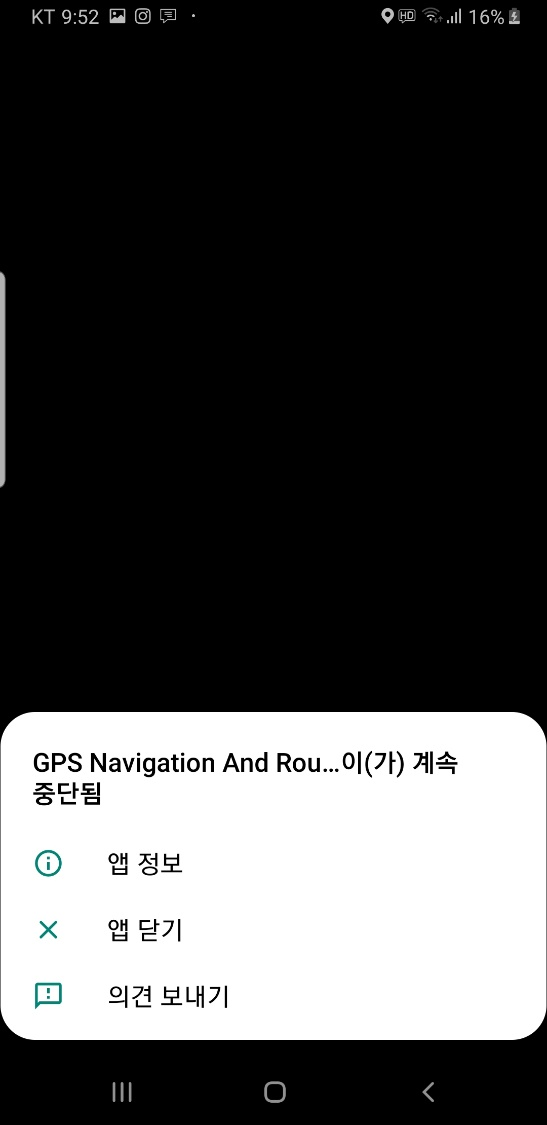 KT 9:52
HD 16%
GPS Navigation And Rou...이(가) 계속
중단됨
앱 정보
앱 닫기
의견 보내기